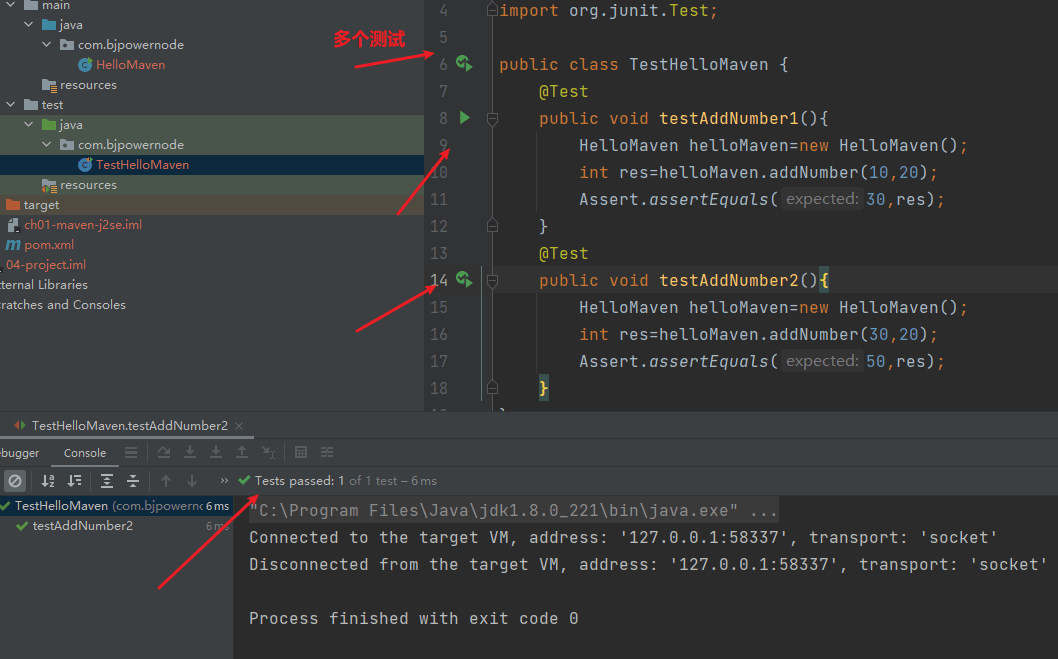 main
java
com.bjpowernode
HelloMaven
resources
test
java
com.bjpowernode
TestHelloMaven
resources
target
ch01-maven-j2se.iml
pom.xml
04-project.iml
ternal Libraries
ratches and Consoles
多个测试
4 import org.junit.Test;
5
6 public class TestHelloMaven {
7 @Test
8 public void testAddNumber1(){
9 HelloMaven helloMaven=new HelloMaven();
10 int res=helloMaven.addNumber(10,20);
11 Assert.assertEquals( expected: 30,res);
12 }
13 @Test
14 public void testAddNumber2(){
15 HelloMaven helloMaven=new HelloMaven();
16 int res=helloMaven.addNumber(30,20);
17 Assert.assertEquals( expected: 50,res);
18 }
TestHelloMaven.testAddNumber2 ×
bugger Console
» Tests passed: 1 of 1 test – 6 ms
TestHelloMaven (com.bjpowernc 6 ms
testAddNumber2 6 ms
"C:\Program Files\Java\jdk1.8.0_221\bin\java.exe" ...
Connected to the target VM, address: '127.0.0.1:58337', transport: 'socket'
Disconnected from the target VM, address: '127.0.0.1:58337', transport: 'socket'
Process finished with exit code 0